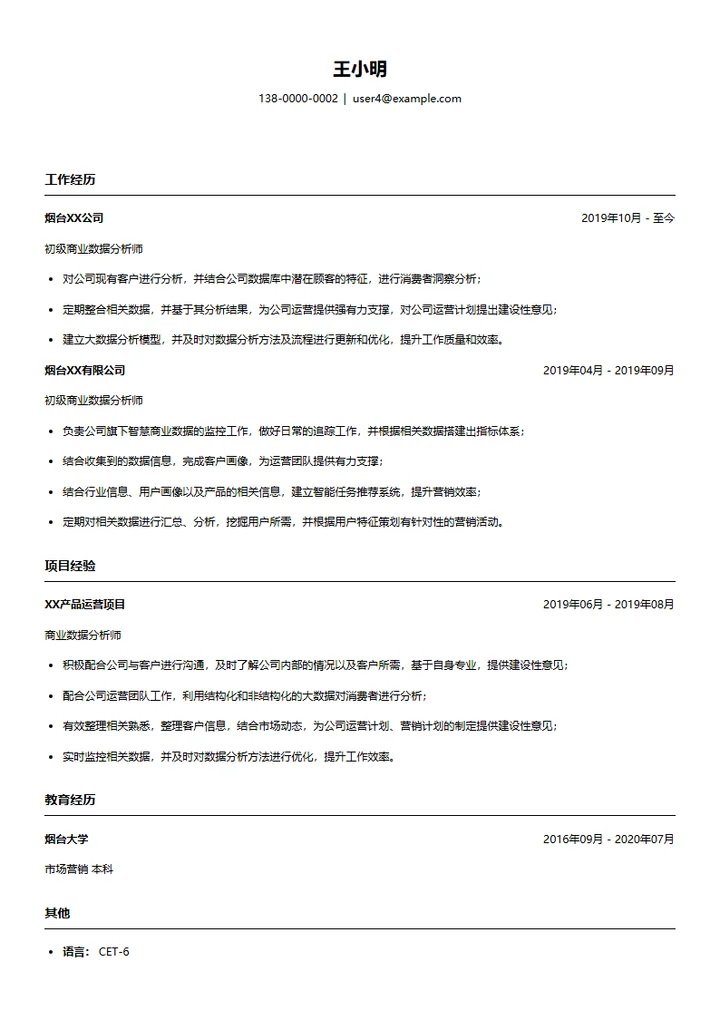 王小明
138-0000-0002 | user4@example.com
工作经历
烟台XX公司 2019年10月 - 至今
初级商业数据分析师
• 对公司现有客户进行分析，并结合公司数据库中潜在顾客的特征，进行消费者洞察分析；
• 定期整合相关数据，并基于其分析结果，为公司运营提供强有力支撑，对公司运营计划提出建设性意见；
• 建立大数据分析模型，并及时对数据分析方法及流程进行更新和优化，提升工作质量和效率。
烟台XX有限公司 2019年04月 - 2019年09月
初级商业数据分析师
• 负责公司旗下智慧商业数据的监控工作，做好日常的追踪工作，并根据相关数据搭建出指标体系；
• 结合收集到的数据信息，完成客户画像，为运营团队提供有力支撑；
• 结合行业信息、用户画像以及产品的相关信息，建立智能任务推荐系统，提升营销效率；
• 定期对相关数据进行汇总、分析，挖掘用户所需，并根据用户特征策划有针对性的营销活动。
项目经验
XX产品运营项目 2019年06月 - 2019年08月
商业数据分析师
• 积极配合公司与客户进行沟通，及时了解公司内部的情况以及客户所需，基于自身专业，提供建设性意见；
• 配合公司运营团队工作，利用结构化和非结构化的大数据对消费者进行分析；
• 有效整理相关熟悉，整理客户信息，结合市场动态，为公司运营计划、营销计划的制定提供建设性意见；
• 实时监控相关数据，并及时对数据分析方法进行优化，提升工作效率。
教育经历
烟台大学 2016年09月 - 2020年07月
市场营销 本科
其他
• 语言： CET-6